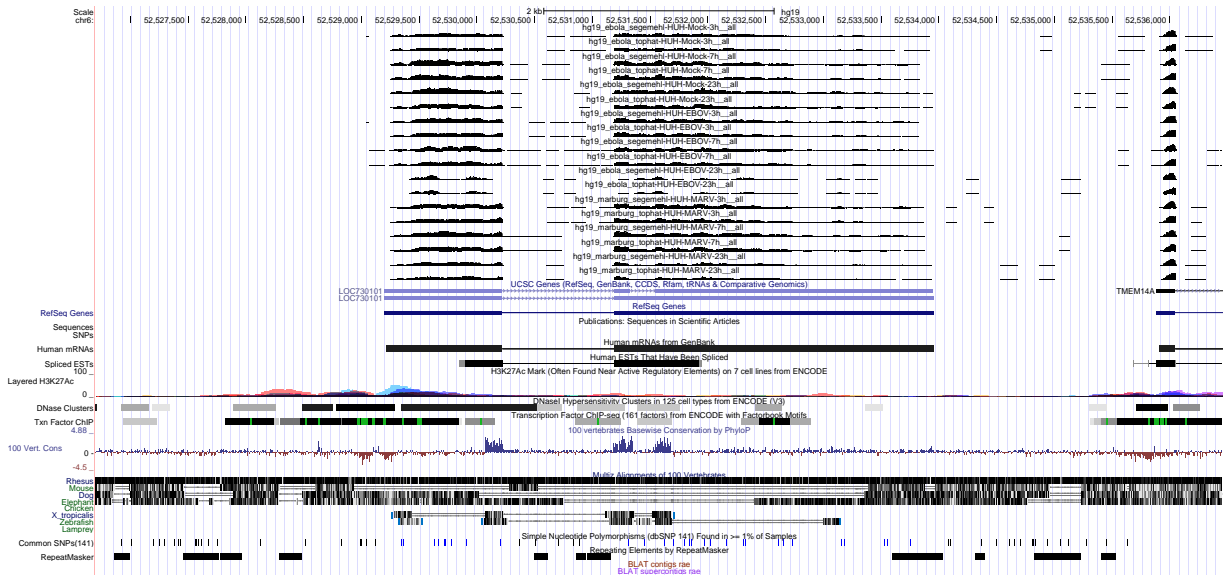 Scale 2 kb hg19
chr6: 52,527,500 52,528,000 52,528,500 52,529,000 52,529,500 52,530,000 52,530,500 52,531,000 52,531,500 52,532,000 52,532,500 52,533,000 52,533,500 52,534,000 52,534,500 52,535,000 52,535,500 52,536,000
hg19_ebola_segemehl-HUH-Mock-3h__all
hg19_ebola_tophat-HUH-Mock-3h__all
hg19_ebola_segemehl-HUH-Mock-7h__all
hg19_ebola_tophat-HUH-Mock-7h__all
hg19_ebola_segemehl-HUH-Mock-23h__all
hg19_ebola_tophat-HUH-Mock-23h__all
hg19_ebola_segemehl-HUH-EBOV-3h__all
hg19_ebola_tophat-HUH-EBOV-3h__all
hg19_ebola_segemehl-HUH-EBOV-7h__all
hg19_ebola_tophat-HUH-EBOV-7h__all
hg19_ebola_segemehl-HUH-EBOV-23h__all
hg19_ebola_tophat-HUH-EBOV-23h__all
hg19_marburg_segemehl-HUH-MARV-3h__all
hg19_marburg_tophat-HUH-MARV-3h__all
hg19_marburg_segemehl-HUH-MARV-7h__all
hg19_marburg_tophat-HUH-MARV-7h__all
hg19_marburg_segemehl-HUH-MARV-23h__all
hg19_marburg_tophat-HUH-MARV-23h__all
UCSC Genes (RefSeq, GenBank, CCDS, Rfam, tRNAs & Comparative Genomics)
LOC730101 TMEM14A
LOC730101
RefSeq Genes
RefSeq Genes
Publications: Sequences in Scientific Articles
Sequences
SNPs
Human mRNAs from GenBank
Human mRNAs
Human ESTs That Have Been Spliced
Spliced ESTs
H3K27Ac Mark (Often Found Near Active Regulatory Elements) on 7 cell lines from ENCODE
100
Layered H3K27Ac
0
DNaseI Hypersensitivity Clusters in 125 cell types from ENCODE (V3)
DNase Clusters
Transcription Factor ChIP-seq (161 factors) from ENCODE with Factorbook Motifs
Txn Factor ChIP
100 vertebrates Basewise Conservation by PhyloP
4.88
100 Vert. Cons
0
-4.5
Multiz Alignments of 100 Vertebrates
Rhesus
Mouse
Dog
Elephant
Chicken
X_tropicalis
Zebrafish
Lamprey
Simple Nucleotide Polymorphisms (dbSNP 141) Found in >= 1% of Samples
Common SNPs(141)
Repeating Elements by RepeatMasker
RepeatMasker
BLAT contigs rae
BLAT supercontigs rae